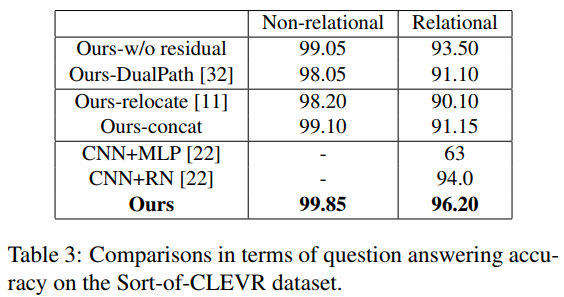 Non-relational Relational
Ours-w/o residual 99.05 93.50
Ours-DualPath [32] 98.05 91.10
Ours-relocate [11] 98.20 90.10
Ours-concat 99.10 91.15
CNN+MLP [22] - 63
CNN+RN [22] - 94.0
Ours 99.85 96.20
Table 3: Comparisons in terms of question answering accu-
racy on the Sort-of-CLEVR dataset.